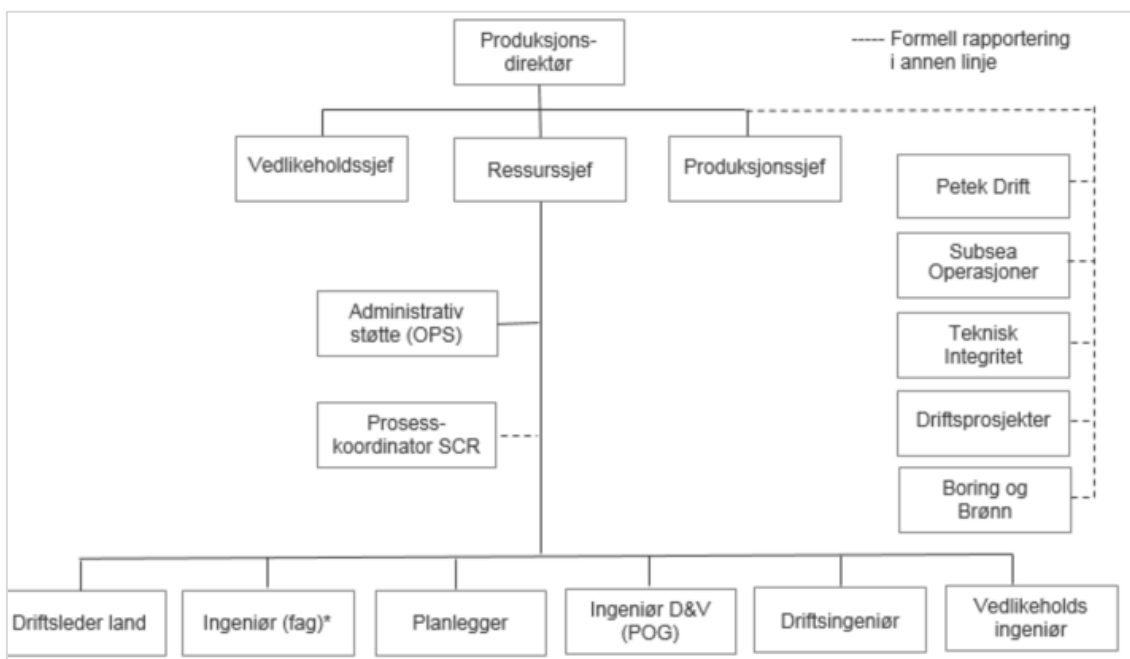 Produksjons-
direktør
----- Formell rapportering
i annen linje
Vedlikeholdssjef
Ressurssjef
Produksjonssjef
Petek Drift
Subsea
Operasjoner
Administrativ
støtte (OPS)
Teknisk
Integritet
Prosess-
koordinator SCR
Driftsprosjekter
Boring og
Brønn
Driftsleder land
Ingeniør (fag)*
Planlegger
Ingeniør D&V
(POG)
Driftsingeniør
Vedlikeholds
ingeniør